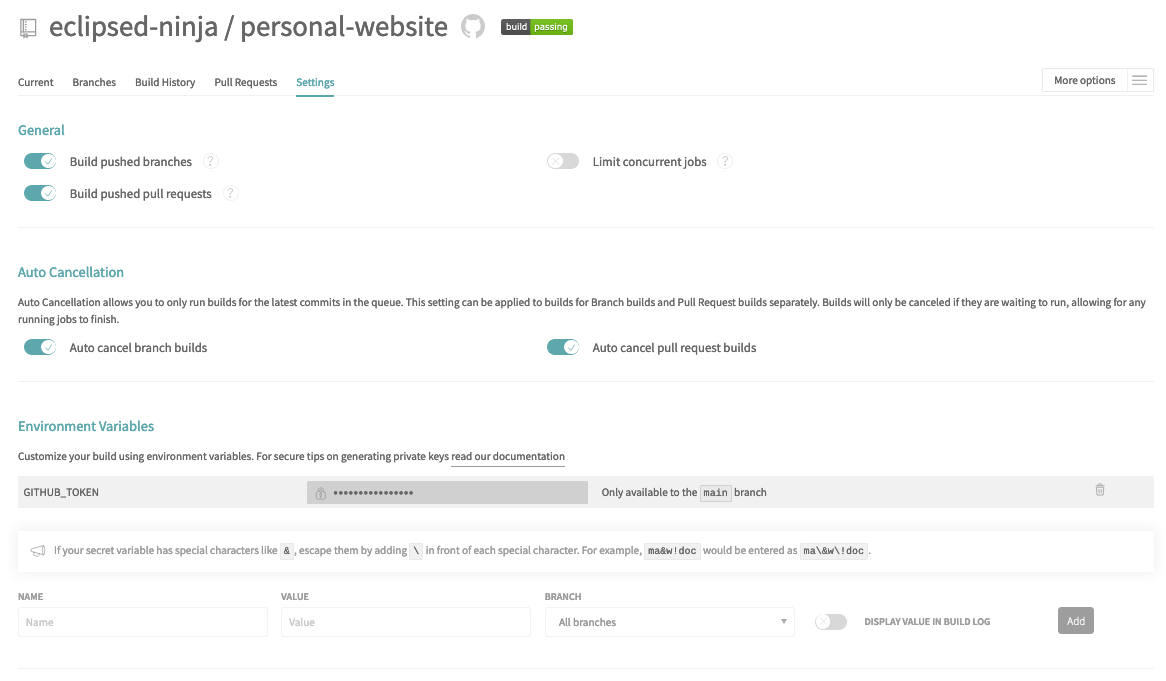 eclipsed-ninja / personal-website build passing
Current Branches Build History Pull Requests Settings More options
General
Build pushed branches ? Limit concurrent jobs ?
Build pushed pull requests ?
Auto Cancellation
Auto Cancellation allows you to only run builds for the latest commits in the queue. This setting can be applied to builds for Branch builds and Pull Request builds separately. Builds will only be canceled if they are waiting to run, allowing for any
running jobs to finish.
Auto cancel branch builds Auto cancel pull request builds
Environment Variables
Customize your build using environment variables. For secure tips on generating private keys read our documentation
GITHUB_TOKEN •••••••••••••••• Only available to the main branch
If your secret variable has special characters like & , escape them by adding \ in front of each special character. For example, ma&w!doc would be entered as ma\&w\!doc .
NAME VALUE BRANCH
Name Value All branches DISPLAY VALUE IN BUILD LOG Add